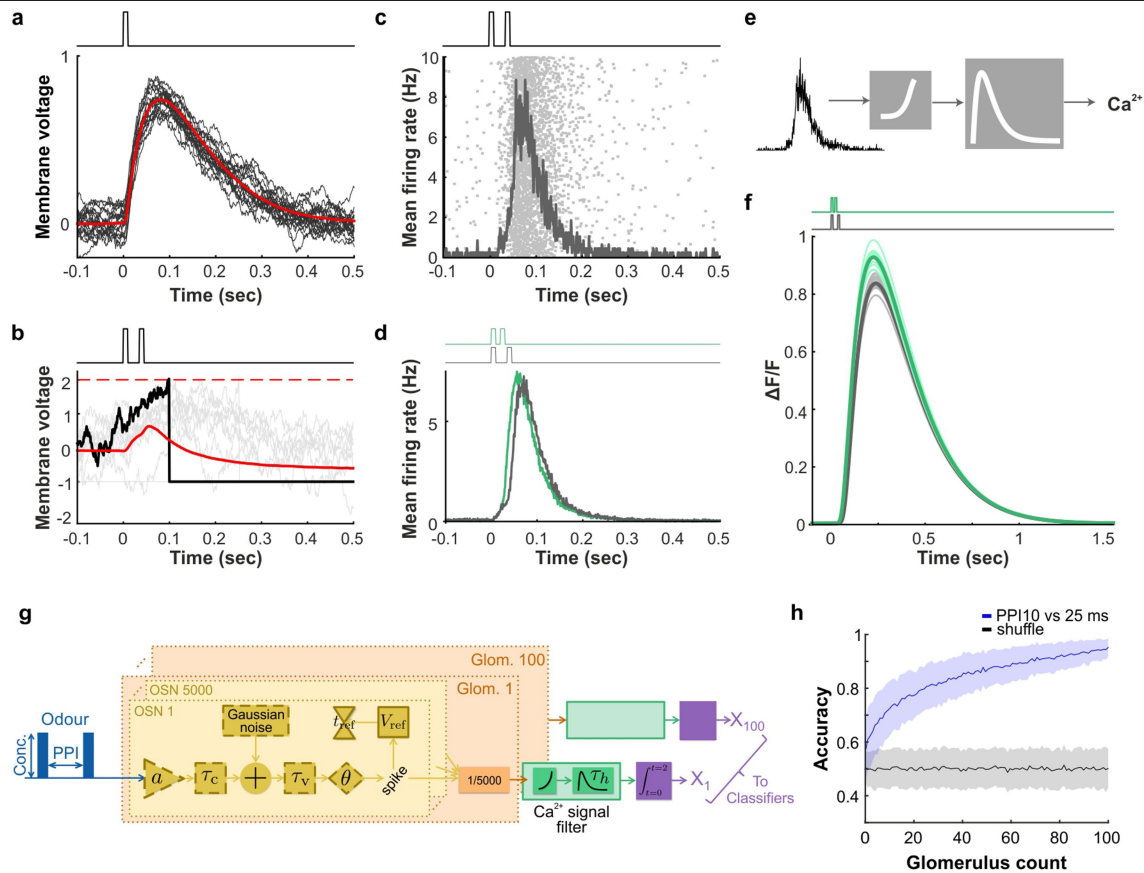 a
1
0
Membrane voltage
-0.1 0 0.1 0.2 0.3 0.4 0.5
Time (sec)
b
2
1
0
-1
-2
Membrane voltage
-0.1 0 0.1 0.2 0.3 0.4 0.5
Time (sec)
c
10
8
6
4
2
0
Mean firing rate (Hz)
-0.1 0 0.1 0.2 0.3 0.4 0.5
Time (sec)
d
5
0
Mean firing rate (Hz)
-0.1 0 0.1 0.2 0.3 0.4 0.5
Time (sec)
e
Ca²⁺
f
1
0.8
0.6
0.4
0.2
0
ΔF/F
0 0.5 1 1.5
Time (sec)
g
Glom. 100
Glom. 1
OSN 5000
OSN 1
Odour
Conc.
PPI
Gaussian
noise
a
τc
+
τv
θ
tref
Vref
spike
1/5000
Ca²⁺ signal
filter
τh
∫t=0 t=2
X100
X1
To
Classifiers
h
PPI10 vs 25 ms
shuffle
1
0.8
0.6
0.4
Accuracy
0 20 40 60 80 100
Glomerulus count